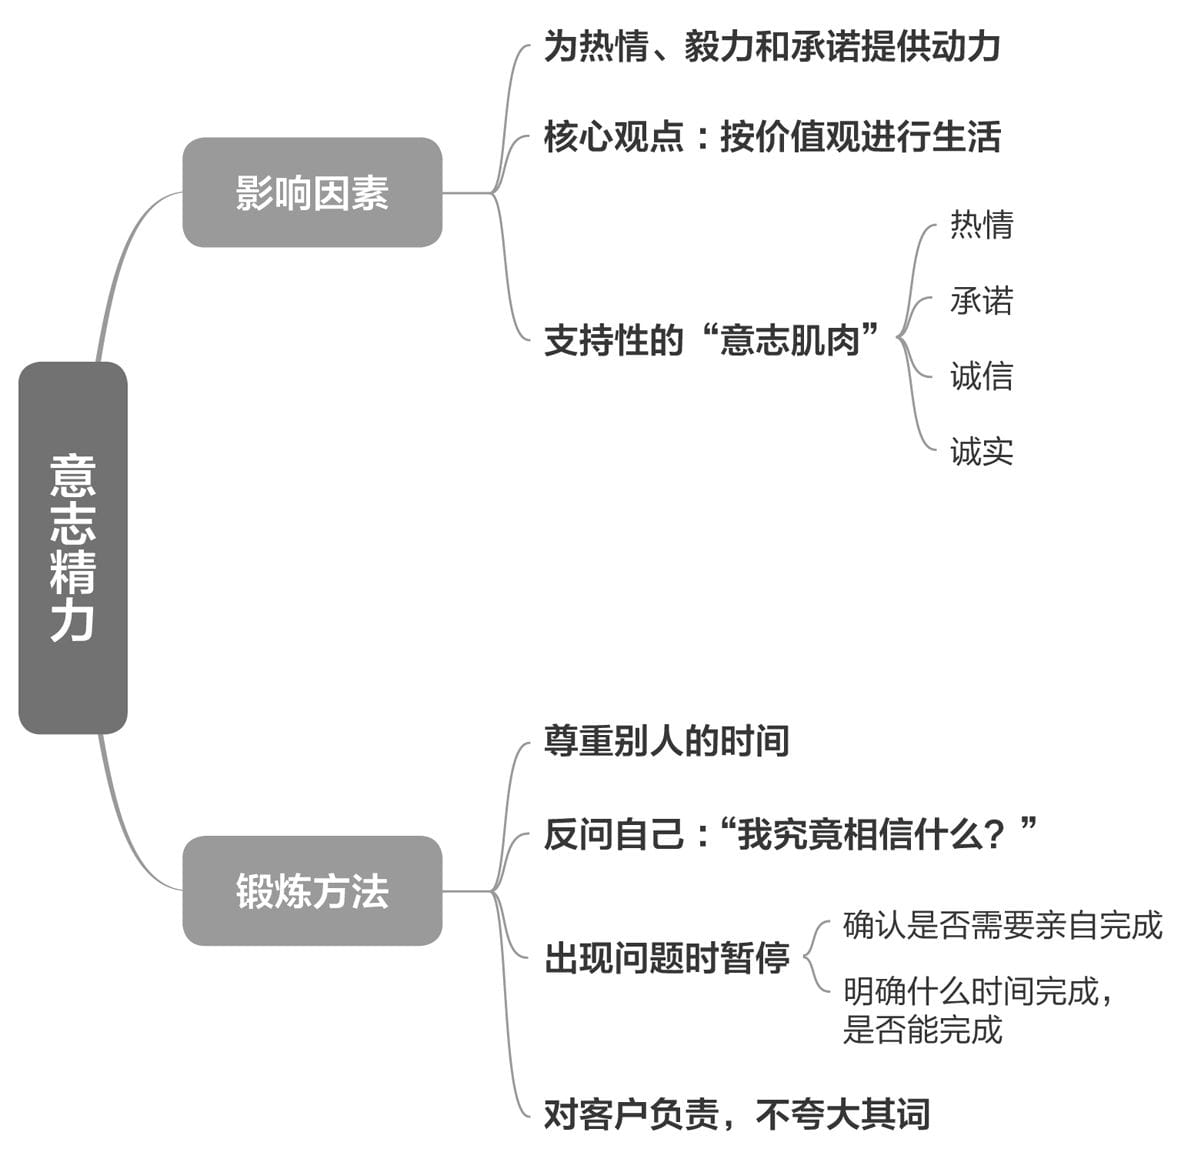 意志精力
影响因素
为热情、毅力和承诺提供动力
核心观点：按价值观进行生活
支持性的“意志肌肉”
热情
承诺
诚信
诚实
锻炼方法
尊重别人的时间
反问自己：“我究竟相信什么？”
出现问题时暂停
确认是否需要亲自完成
明确什么时间完成，
是否能完成
对客户负责，不夸大其词